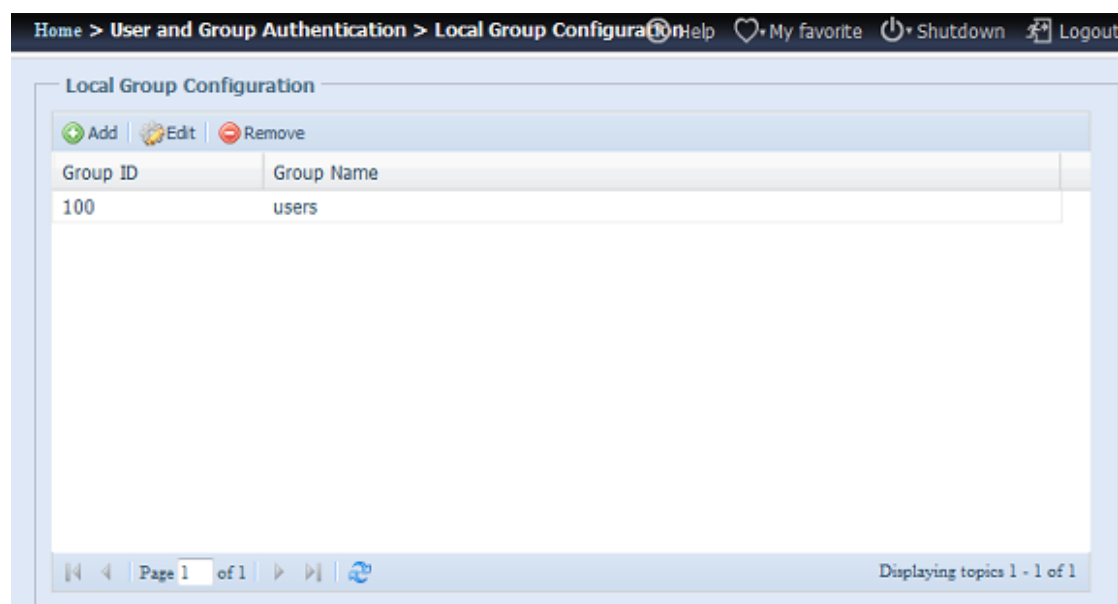 Home > User and Group Authentication > Local Group Configuration Help My favorite Shutdown Logout
Local Group Configuration
Add Edit Remove
Group ID Group Name
100 users
Page 1 of 1 Displaying topics 1 - 1 of 1